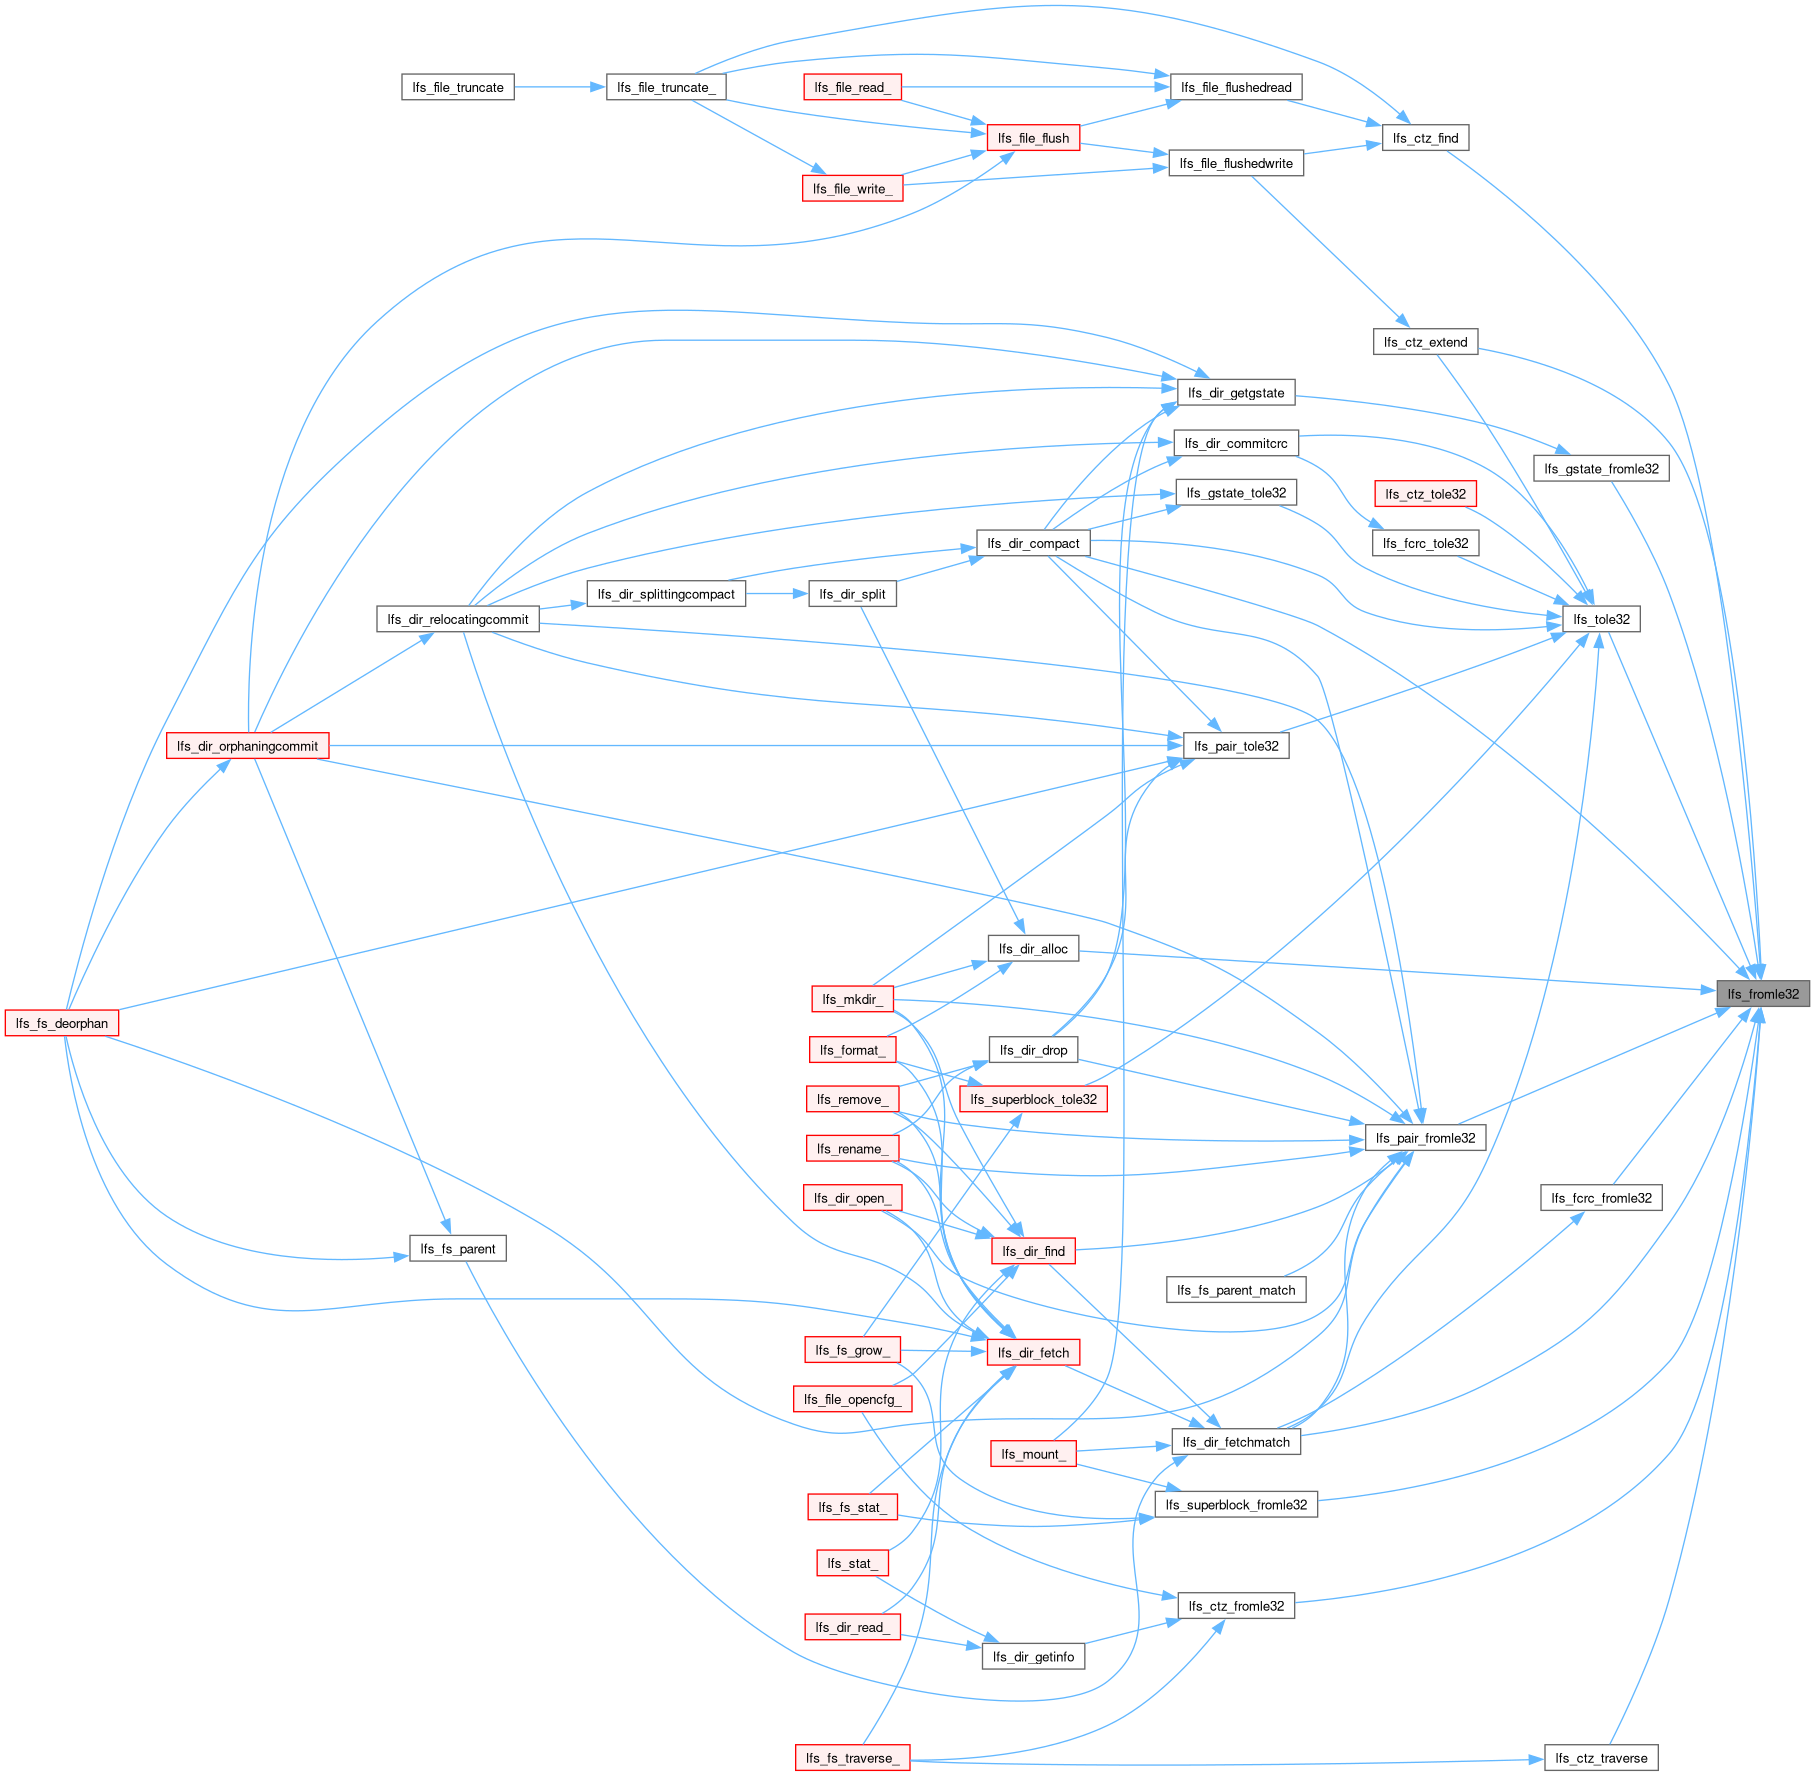 lfs_file_truncate
lfs_file_truncate_
lfs_file_read_
lfs_file_flushedread
lfs_file_flush
lfs_ctz_find
lfs_file_flushedwrite
lfs_file_write_
lfs_ctz_extend
lfs_dir_getgstate
lfs_dir_commitcrc
lfs_gstate_fromle32
lfs_gstate_tole32
lfs_ctz_tole32
lfs_dir_compact
lfs_fcrc_tole32
lfs_dir_splittingcompact
lfs_dir_split
lfs_dir_relocatingcommit
lfs_tole32
lfs_dir_orphaningcommit
lfs_pair_tole32
lfs_dir_alloc
lfs_mkdir_
lfs_fromle32
lfs_fs_deorphan
lfs_format_
lfs_dir_drop
lfs_remove_
lfs_superblock_tole32
lfs_rename_
lfs_pair_fromle32
lfs_dir_open_
lfs_fcrc_fromle32
lfs_fs_parent
lfs_dir_find
lfs_fs_parent_match
lfs_fs_grow_
lfs_dir_fetch
lfs_file_opencfg_
lfs_mount_
lfs_dir_fetchmatch
lfs_fs_stat_
lfs_superblock_fromle32
lfs_stat_
lfs_ctz_fromle32
lfs_dir_read_
lfs_dir_getinfo
lfs_fs_traverse_
lfs_ctz_traverse